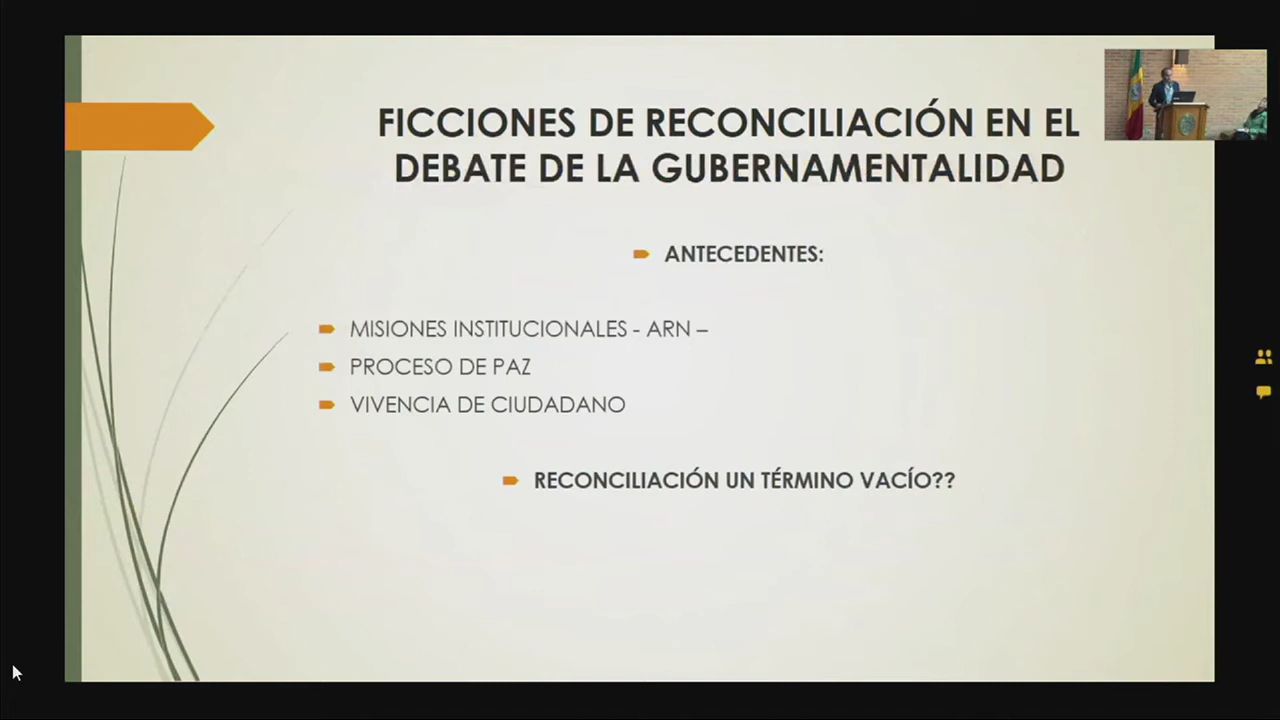 FICCIONES DE RECONCILIACIÓN EN EL
DEBATE DE LA GUBERNAMENTALIDAD
ANTECEDENTES:
MISIONES INSTITUCIONALES - ARN –
PROCESO DE PAZ
VIVENCIA DE CIUDADANO
RECONCILIACIÓN UN TÉRMINO VACÍO??